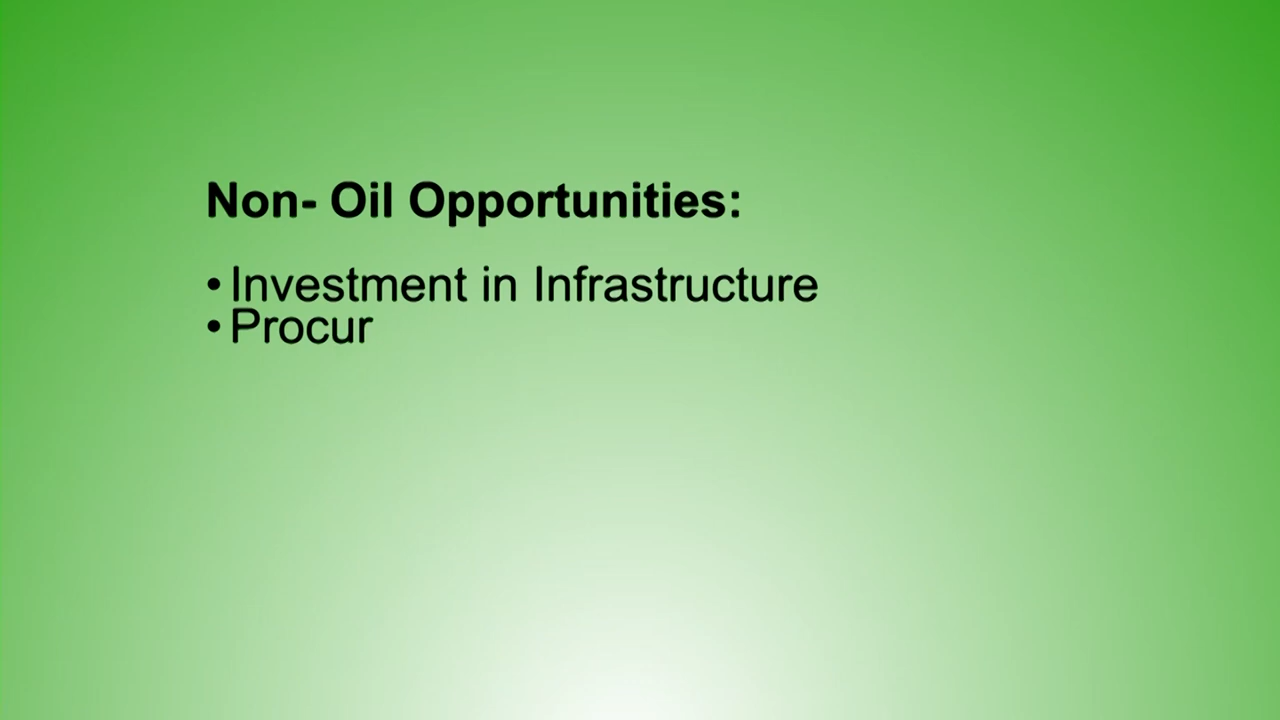 Non- Oil Opportunities:
• Investment in Infrastructure
• Procur